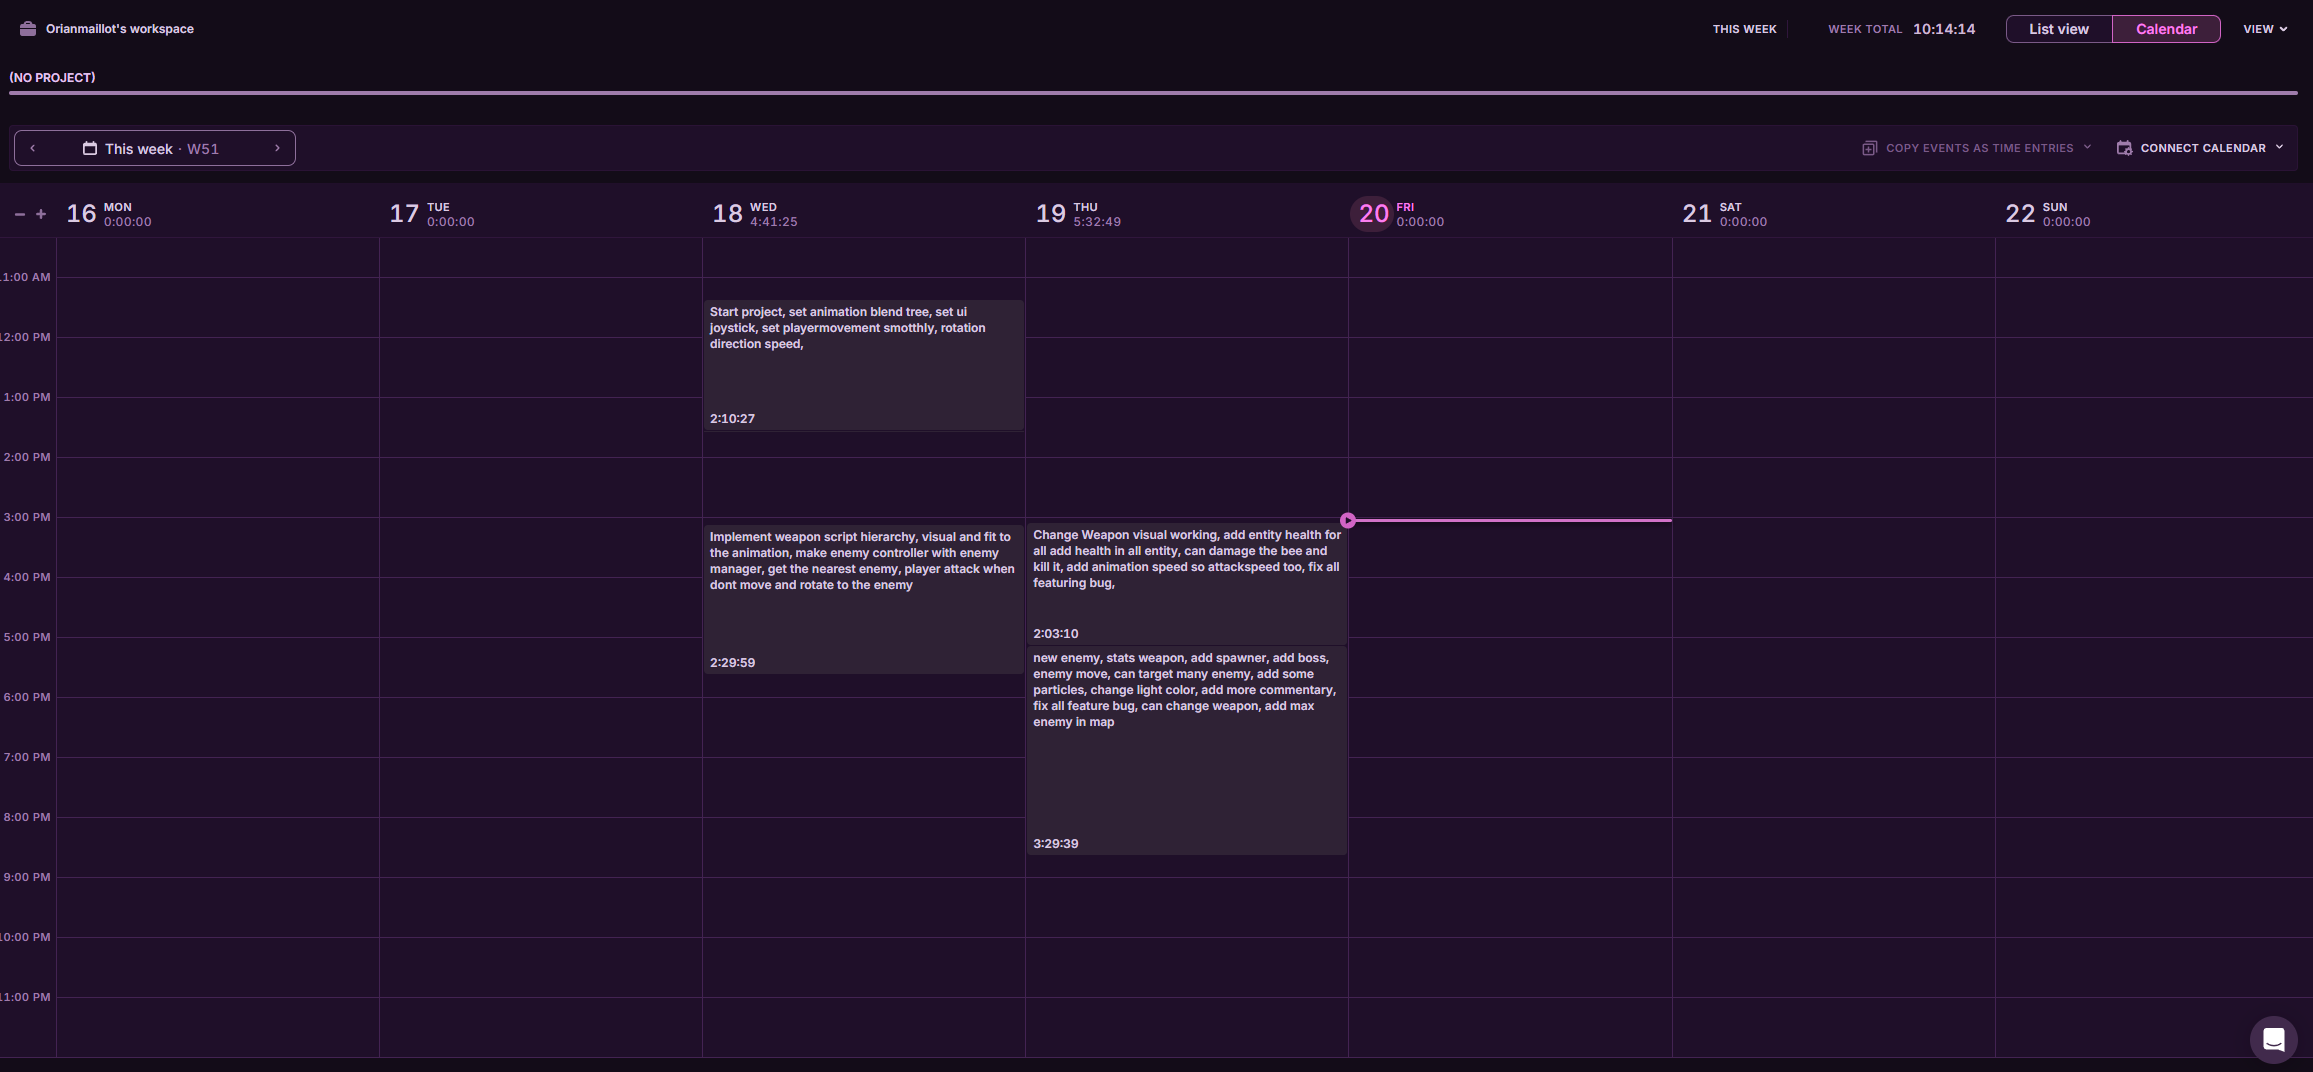 Orianmaillot's workspace
THIS WEEK
WEEK TOTAL 10:14:14
List view
Calendar
VIEW
(NO PROJECT)
This week · W51
COPY EVENTS AS TIME ENTRIES
CONNECT CALENDAR
− +
16 MON 0:00:00
17 TUE 0:00:00
18 WED 4:41:25
19 THU 5:32:49
20 FRI 0:00:00
21 SAT 0:00:00
22 SUN 0:00:00
11:00 AM
12:00 PM
1:00 PM
2:00 PM
3:00 PM
4:00 PM
5:00 PM
6:00 PM
7:00 PM
8:00 PM
9:00 PM
10:00 PM
11:00 PM
Start project, set animation blend tree, set ui
joystick, set playermovement smotthly, rotation
direction speed,
2:10:27
Implement weapon script hierarchy, visual and fit to
the animation, make enemy controller with enemy
manager, get the nearest enemy, player attack when
dont move and rotate to the enemy
2:29:59
Change Weapon visual working, add entity health for
all add health in all entity, can damage the bee and
kill it, add animation speed so attackspeed too, fix all
featuring bug,
2:03:10
new enemy, stats weapon, add spawner, add boss,
enemy move, can target many enemy, add some
particles, change light color, add more commentary,
fix all feature bug, can change weapon, add max
enemy in map
3:29:39